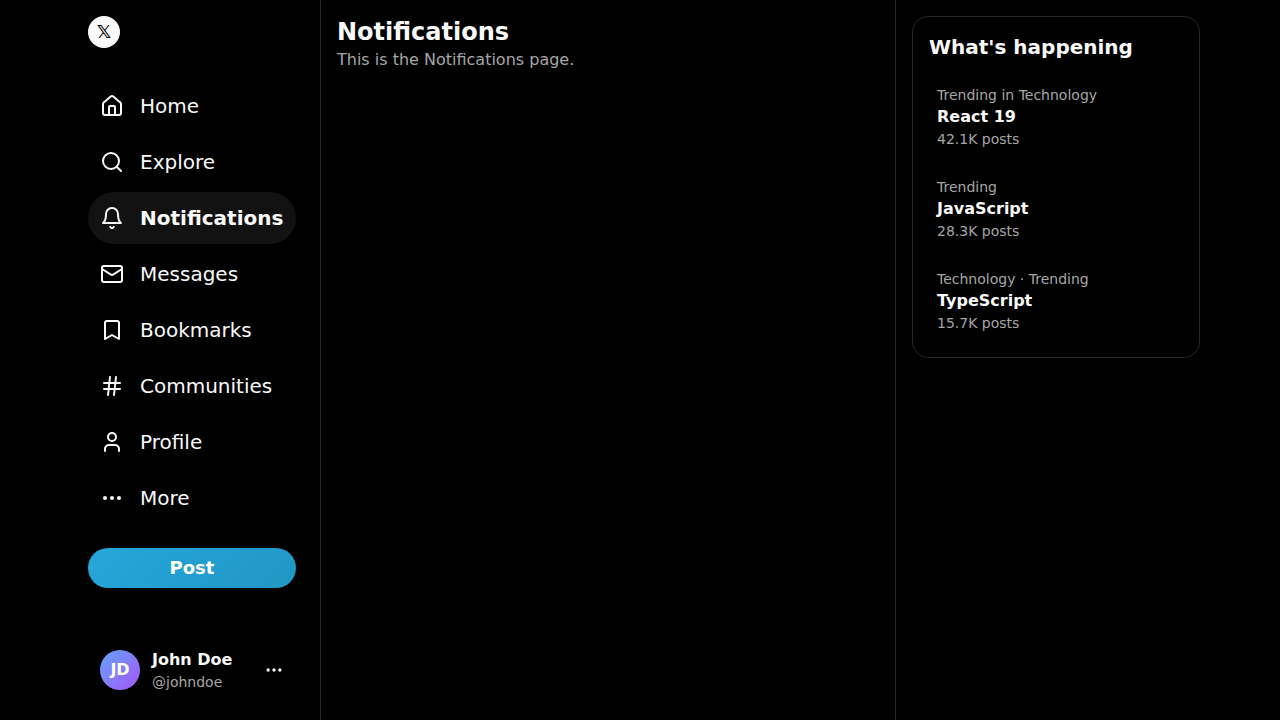 𝕏
Home
Explore
Notifications
Messages
Bookmarks
Communities
Profile
More
Post
JD
John Doe
@johndoe
Notifications
This is the Notifications page.
What's happening
Trending in Technology
React 19
42.1K posts
Trending
JavaScript
28.3K posts
Technology · Trending
TypeScript
15.7K posts